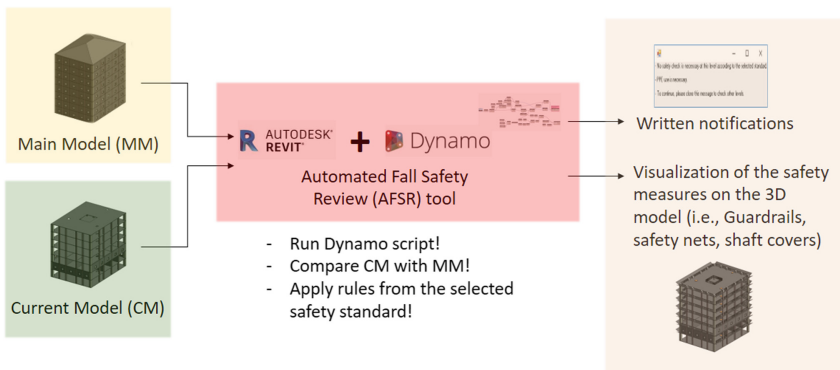 Main Model (MM)
Current Model (CM)
AUTODESK®
REVIT®
+
Dynamo
Automated Fall Safety
Review (AFSR) tool
- Run Dynamo script!
- Compare CM with MM!
- Apply rules from the selected
safety standard!
No safety check is necessary at this level according to the selected standard.
- PPE use is necessary.
- To continue, please close this message to check other levels.
Written notifications
Visualization of the safety
measures on the 3D
model (i.e., Guardrails,
safety nets, shaft covers)